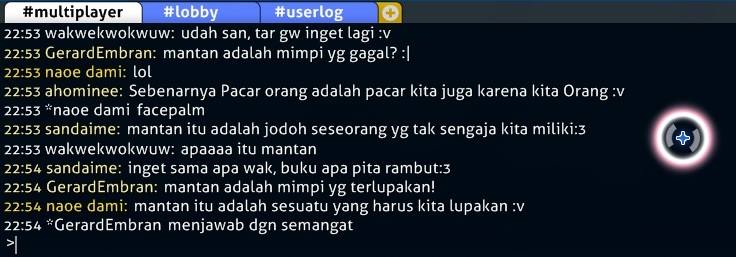 #multiplayer #lobby #userlog
22:53 wakwekwokwuw: udah san, tar gw inget lagi :v
22:53 GerardEmbran: mantan adalah mimpi yg gagal? :|
22:53 naoe dami: lol
22:53 ahominee: Sebenarnya Pacar orang adalah pacar kita juga karena kita Orang :v
22:53 *naoe dami facepalm
22:53 sandaime: mantan itu adalah jodoh seseorang yg tak sengaja kita miliki:3
22:53 wakwekwokwuw: apaaaa itu mantan
22:54 sandaime: inget sama apa wak, buku apa pita rambut:3
22:54 GerardEmbran: mantan adalah mimpi yg terlupakan!
22:54 naoe dami: mantan itu adalah sesuatu yang harus kita lupakan :v
22:54 *GerardEmbran menjawab dgn semangat
>|